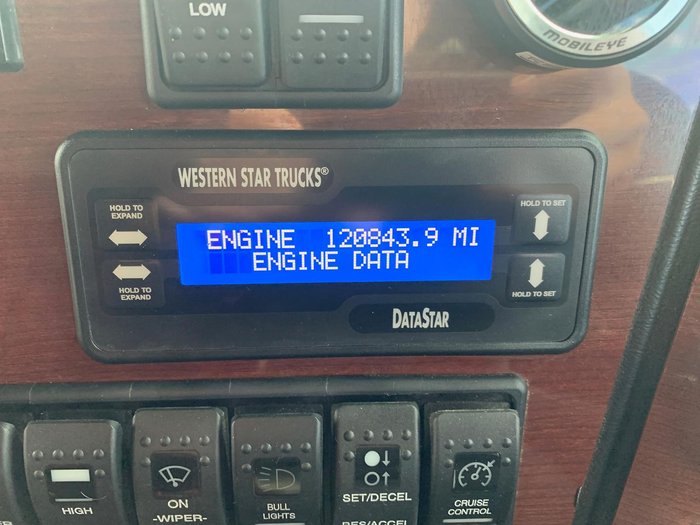 LOW
MOBILEYE
WESTERN STAR TRUCKS®
HOLD TO EXPAND
HOLD TO SET
ENGINE 120843.9 MI
ENGINE DATA
HOLD TO EXPAND
HOLD TO SET
DATASTAR
HIGH
ON
-WIPER-
BULL LIGHTS
SET/DECEL
RES/ACCEL
CRUISE CONTROL